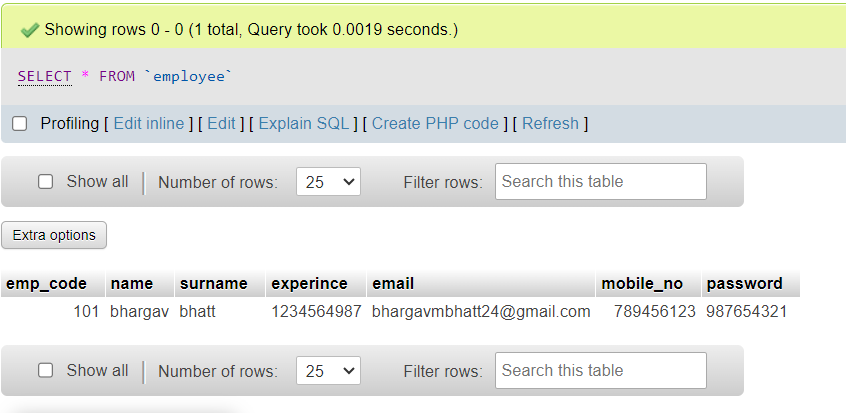 Showing rows 0 - 0 (1 total, Query took 0.0019 seconds.)
SELECT * FROM `employee`
Profiling [ Edit inline ] [ Edit ] [ Explain SQL ] [ Create PHP code ] [ Refresh ]
Show all Number of rows: 25 Filter rows: Search this table
Extra options
emp_code name surname experince email mobile_no password
101 bhargav bhatt 1234564987 bhargavmbhatt24@gmail.com 789456123 987654321
Show all Number of rows: 25 Filter rows: Search this table